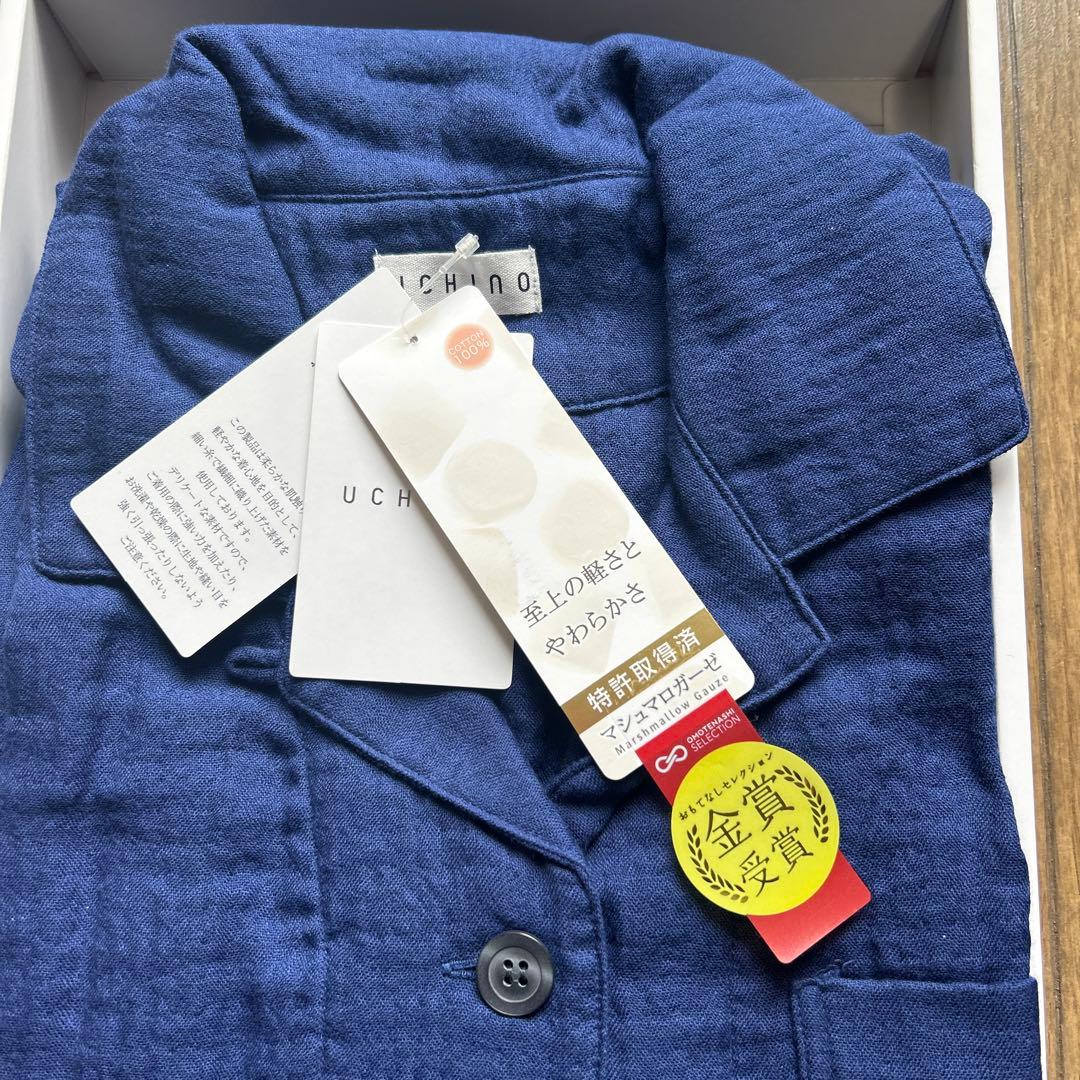 UCHINO
この製品は柔らかな肌触
軽やかな着心地を目的として、
細い糸で繊細に織り上げた素材を
使用しております。
デリケートな素材ですので、
ご着用の際に強い力を加えたり、
お洗濯や乾燥の際に生地や縫い目を
強く引っ張ったりしないよう
ご注意ください。
UCH
COTTON
100%
至上の軽さと
やわらかさ
特許取得済
マシュマロガーゼ
Marshmallow Gauze
OMOTENASHI
SELECTION
おもてなしセレクション
金賞
受賞